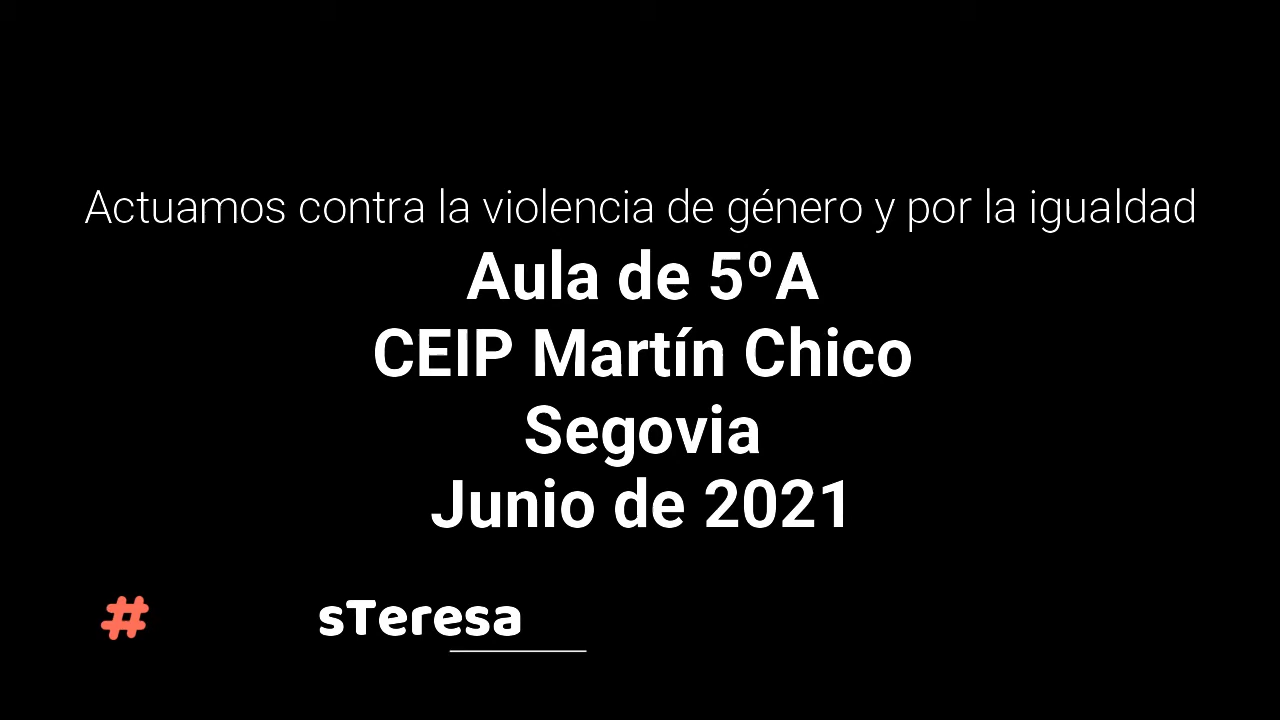 Actuamos contra la violencia de género y por la igualdad
Aula de 5ºA
CEIP Martín Chico
Segovia
Junio de 2021
# sTeresa